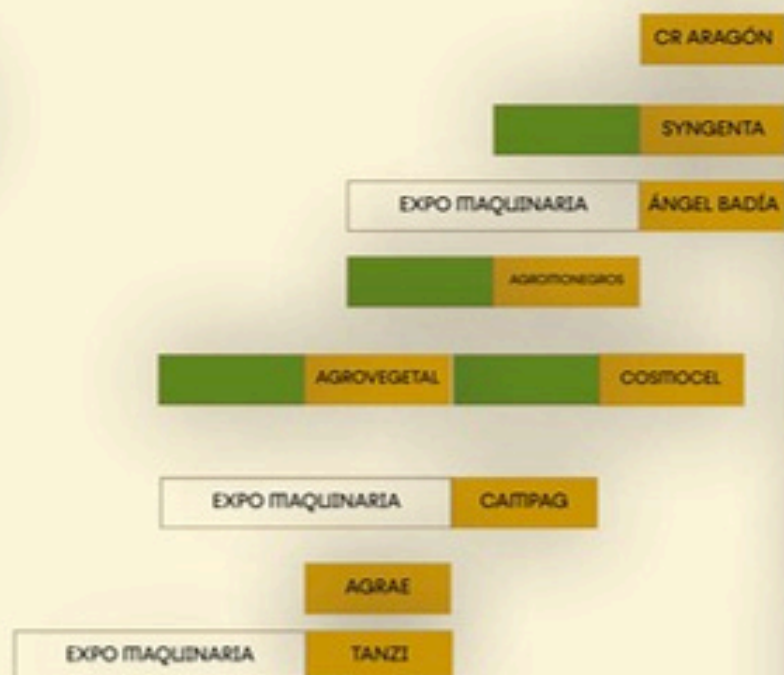 CR ARAGÓN
SYNGENTA
EXPO MAQUINARIA ÁNGEL BADÍA
AGROMONEGROS
AGROVEGETAL COSMOCEL
EXPO MAQUINARIA CAMPAG
AGRAE
EXPO MAQUINARIA TANZI